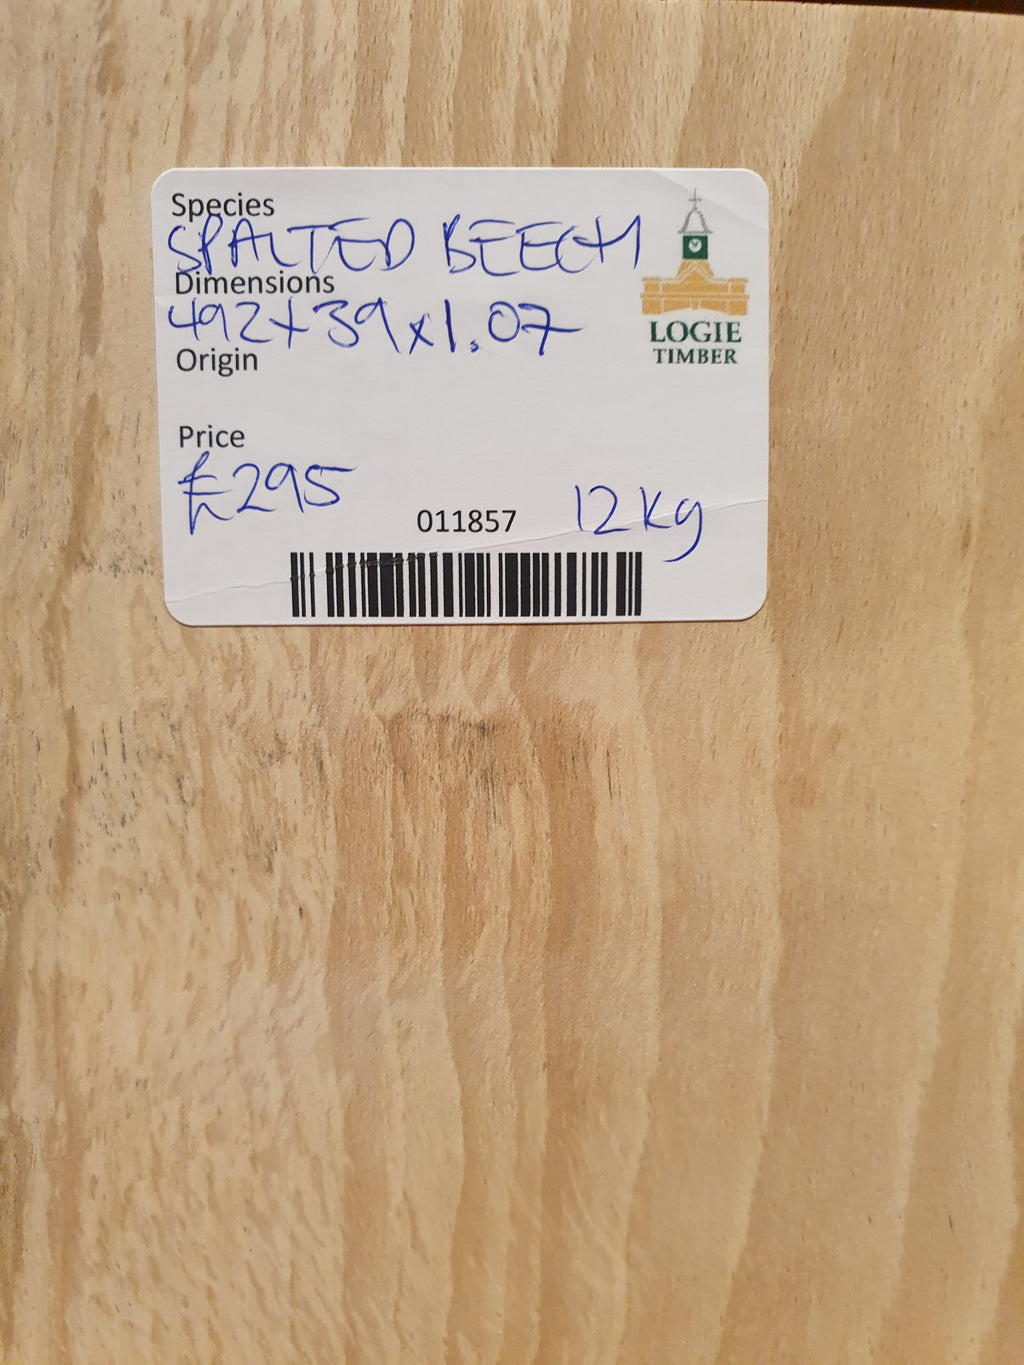 Species
SPALTED BEECH
Dimensions
492x39x1.07
Origin
LOGIE
TIMBER
Price
£295
011857
12kg